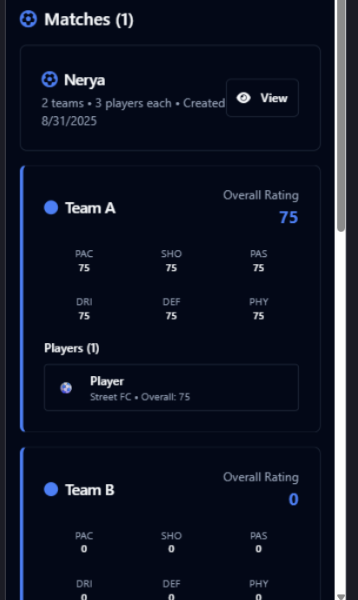 Matches (1)
Nerya
2 teams • 3 players each • Created
8/31/2025
View
Team A
Overall Rating
75
PAC SHO PAS
75 75 75
DRI DEF PHY
75 75 75
Players (1)
Player
Street FC • Overall: 75
Team B
Overall Rating
0
PAC SHO PAS
0 0 0
DRI DEF PHY
0 0 0